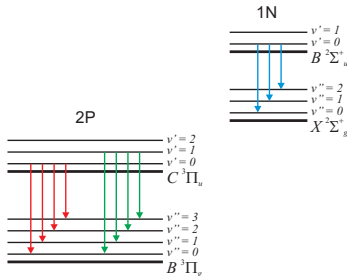 1N
v' = 1
v' = 0
B ²Σ⁺ᵤ
v'' = 2
v'' = 1
v'' = 0
X ²Σ⁺g
2P
v' = 2
v' = 1
v' = 0
C ³Πᵤ
v'' = 3
v'' = 2
v'' = 1
v'' = 0
B ³Πg